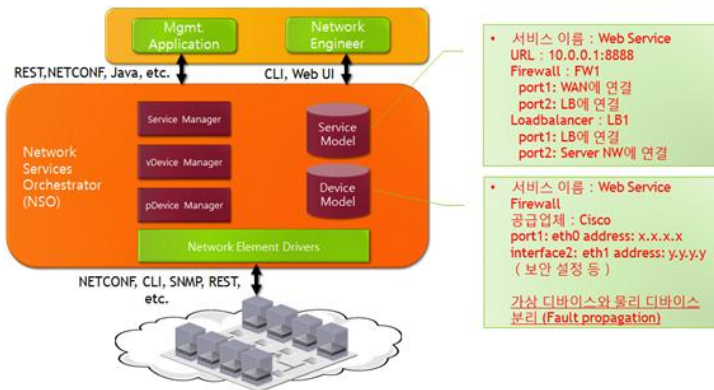 Mgmt.
Application
Network
Engineer
REST,NETCONF, Java, etc.
CLI, Web UI
Network
Services
Orchestrator
(NSO)
Service Manager
vDevice Manager
pDevice Manager
Service
Model
Device
Model
Network Element Drivers
NETCONF, CLI, SNMP, REST,
etc.
• 서비스 이름 : Web Service
URL : 10.0.0.1:8888
Firewall : FW1
port1: WAN에 연결
port2: LB에 연결
Loadbalancer : LB1
port1: LB에 연결
port2: Server NW에 연결
• 서비스 이름 : Web Service
Firewall
공급업체 : Cisco
port1: eth0 address: x.x.x.x
interface2: eth1 address: y.y.y.y
( 보안 설정 등 )
가상 디바이스와 물리 디바이스
분리 (Fault propagation)